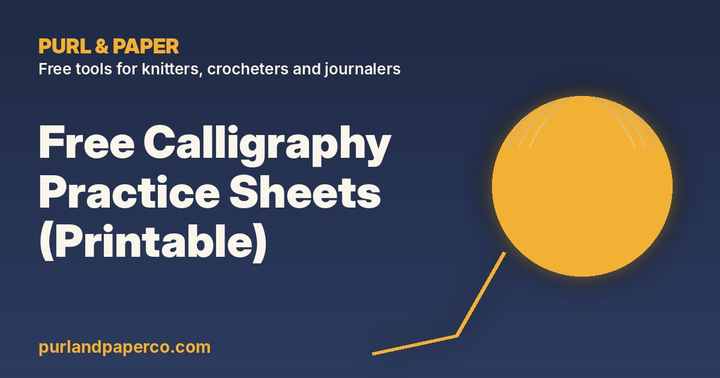 PURL & PAPER
Free tools for knitters, crocheters and journalers
Free Calligraphy
Practice Sheets
(Printable)
purlandpaperco.com